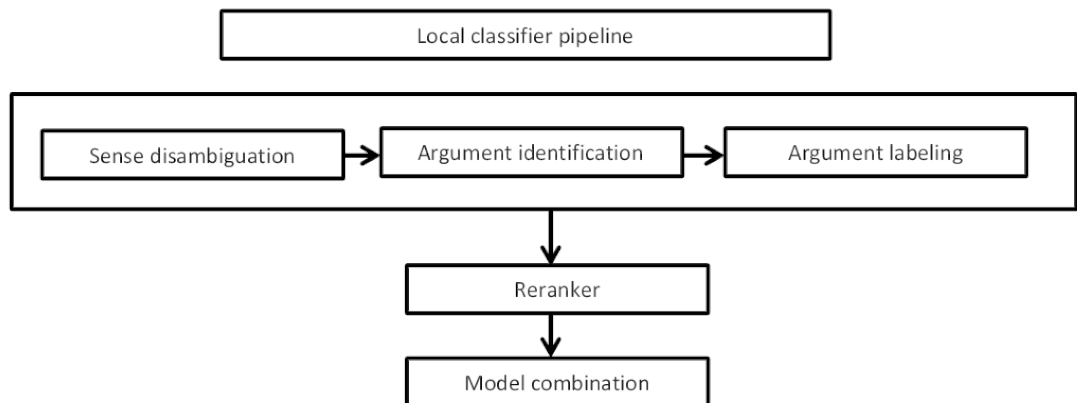 Local classifier pipeline
Sense disambiguation
Argument identification
Argument labeling
Reranker
Model combination